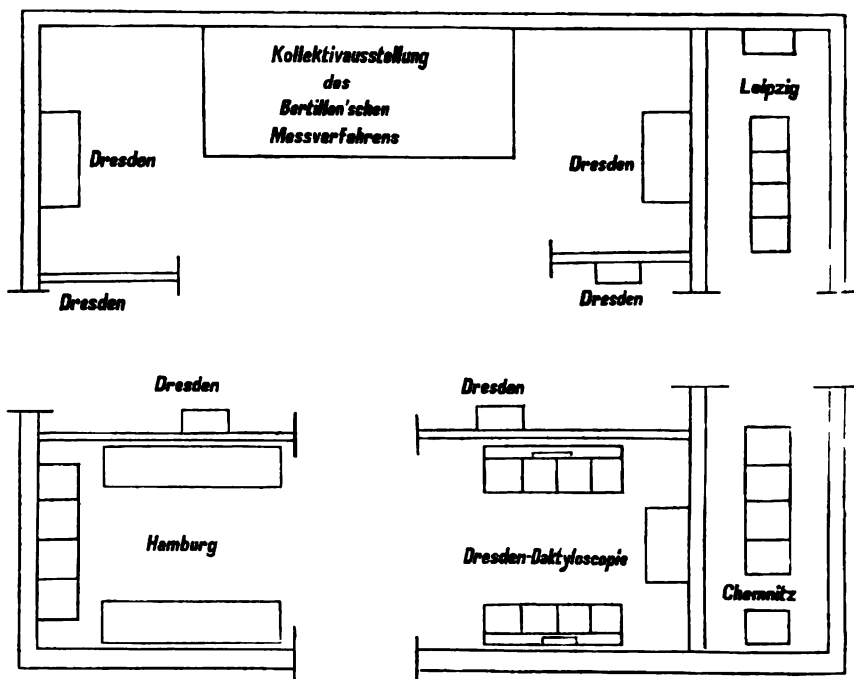 Kollektivausstellung
des
Bertillon'schen
Messverfahrens
Leipzig
Dresden
Dresden
Dresden
Dresden
Dresden
Dresden
Hamburg
Dresden-Daktyloscopie
Chemnitz